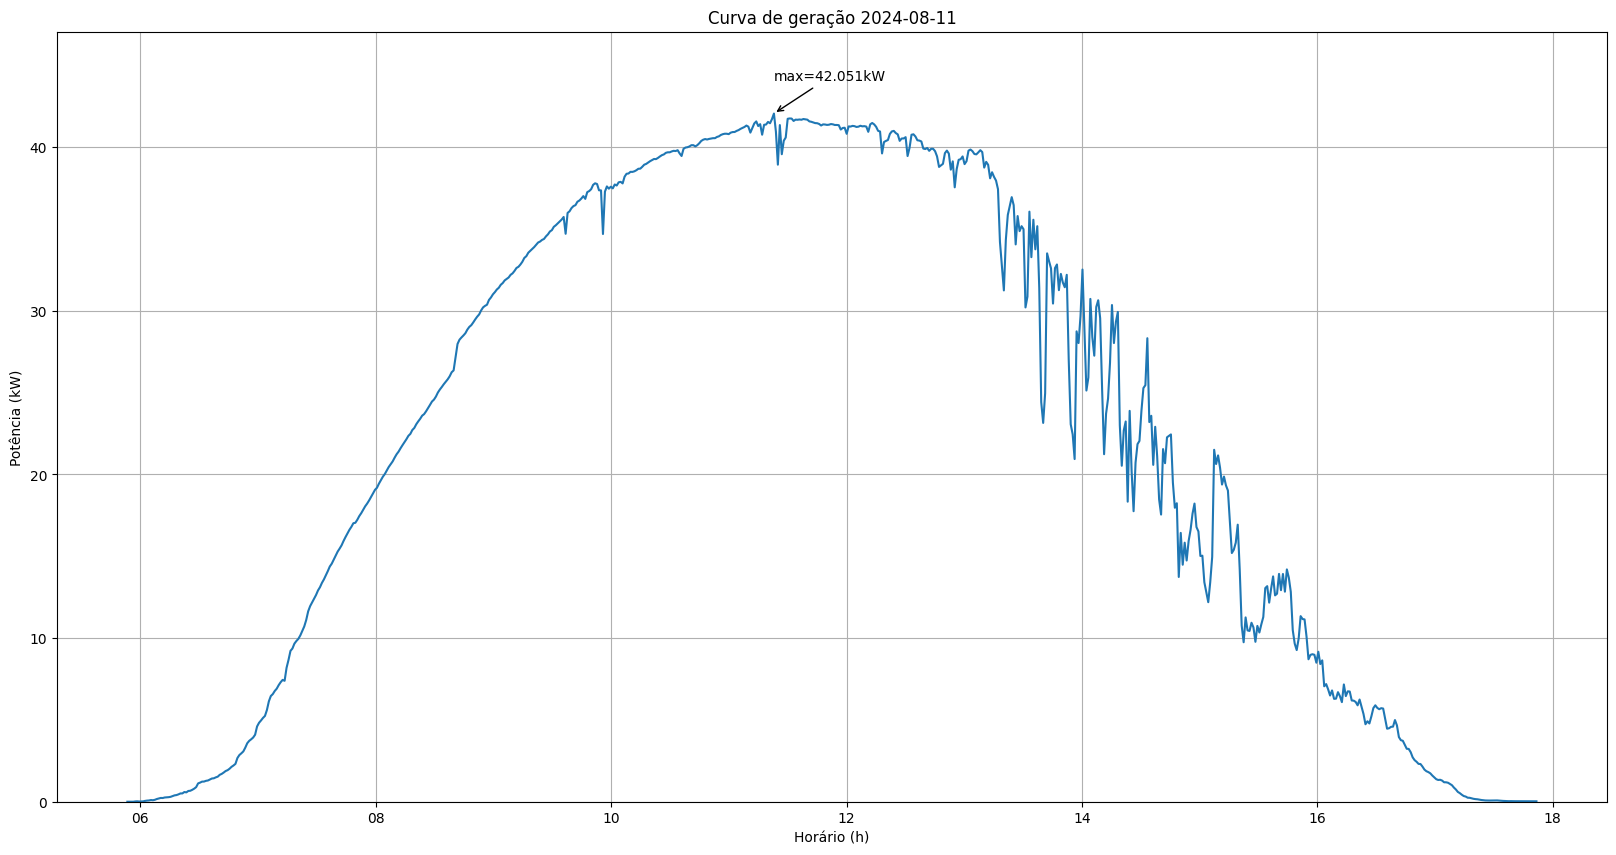 Curva de geração 2024-08-11
max=42.051kW
40
30
20
10
0
Potência (kW)
06 08 10 12 14 16 18
Horário (h)